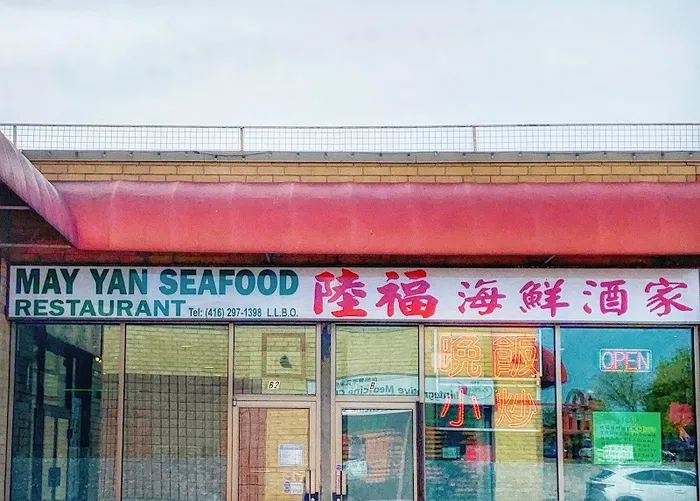 MAY YAN SEAFOOD
RESTAURANT Tel: (416) 297-1398 L.L.B.O.
陸福海鮮酒家
晚飯
小炒
OPEN
B2